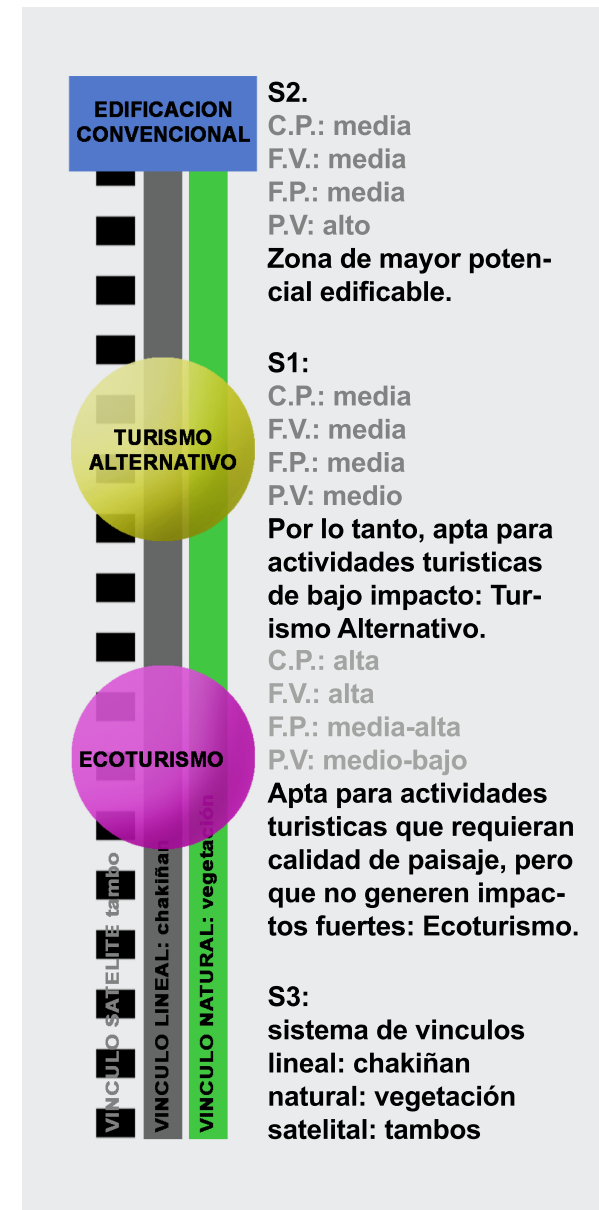 EDIFICACION
CONVENCIONAL
S2.
C.P.: media
F.V.: media
F.P.: media
P.V: alto
Zona de mayor poten-
cial edificable.
TURISMO
ALTERNATIVO
S1:
C.P.: media
F.V.: media
F.P.: media
P.V: medio
Por lo tanto, apta para
actividades turisticas
de bajo impacto: Tur-
ismo Alternativo.
ECOTURISMO
C.P.: alta
F.V.: alta
F.P.: media-alta
P.V: medio-bajo
Apta para actividades
turisticas que requieran
calidad de paisaje, pero
que no generen impac-
tos fuertes: Ecoturismo.
S3:
sistema de vinculos
lineal: chakiñan
natural: vegetación
satelital: tambos
VINCULO SATELITE tambo
VINCULO LINEAL: chakiñan
VINCULO NATURAL: vegetación